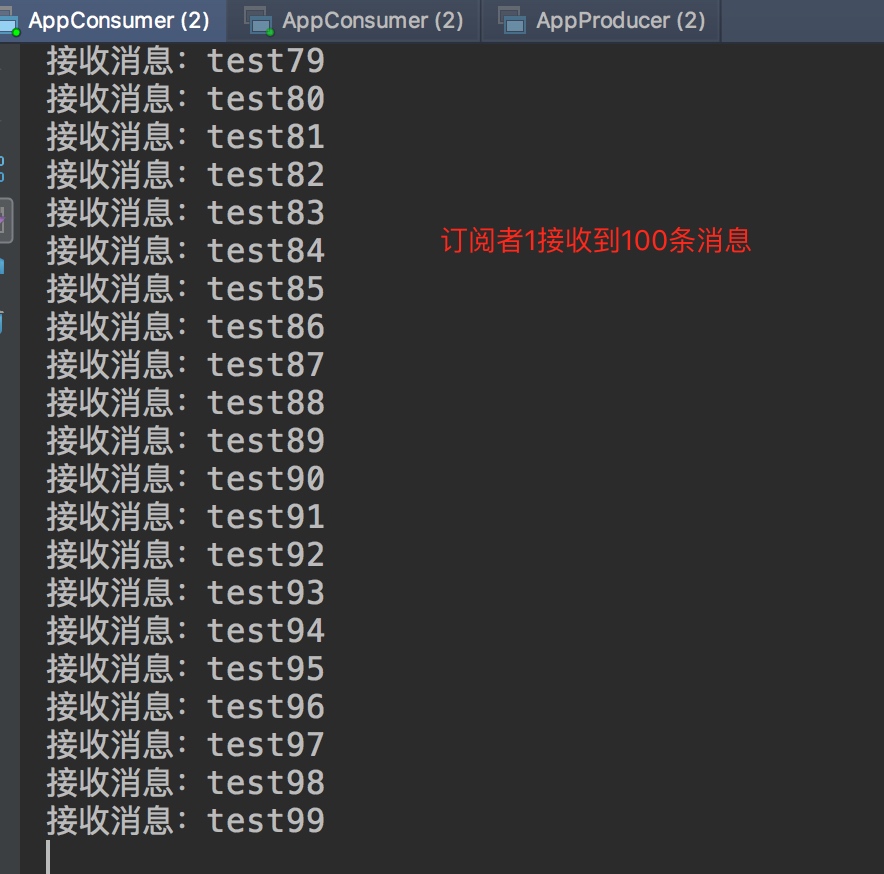 AppConsumer (2) AppConsumer (2) AppProducer (2)
接收消息：test79
接收消息：test80
接收消息：test81
接收消息：test82
接收消息：test83
订阅者1接收到100条消息
接收消息：test84
接收消息：test85
接收消息：test86
接收消息：test87
接收消息：test88
接收消息：test89
接收消息：test90
接收消息：test91
接收消息：test92
接收消息：test93
接收消息：test94
接收消息：test95
接收消息：test96
接收消息：test97
接收消息：test98
接收消息：test99